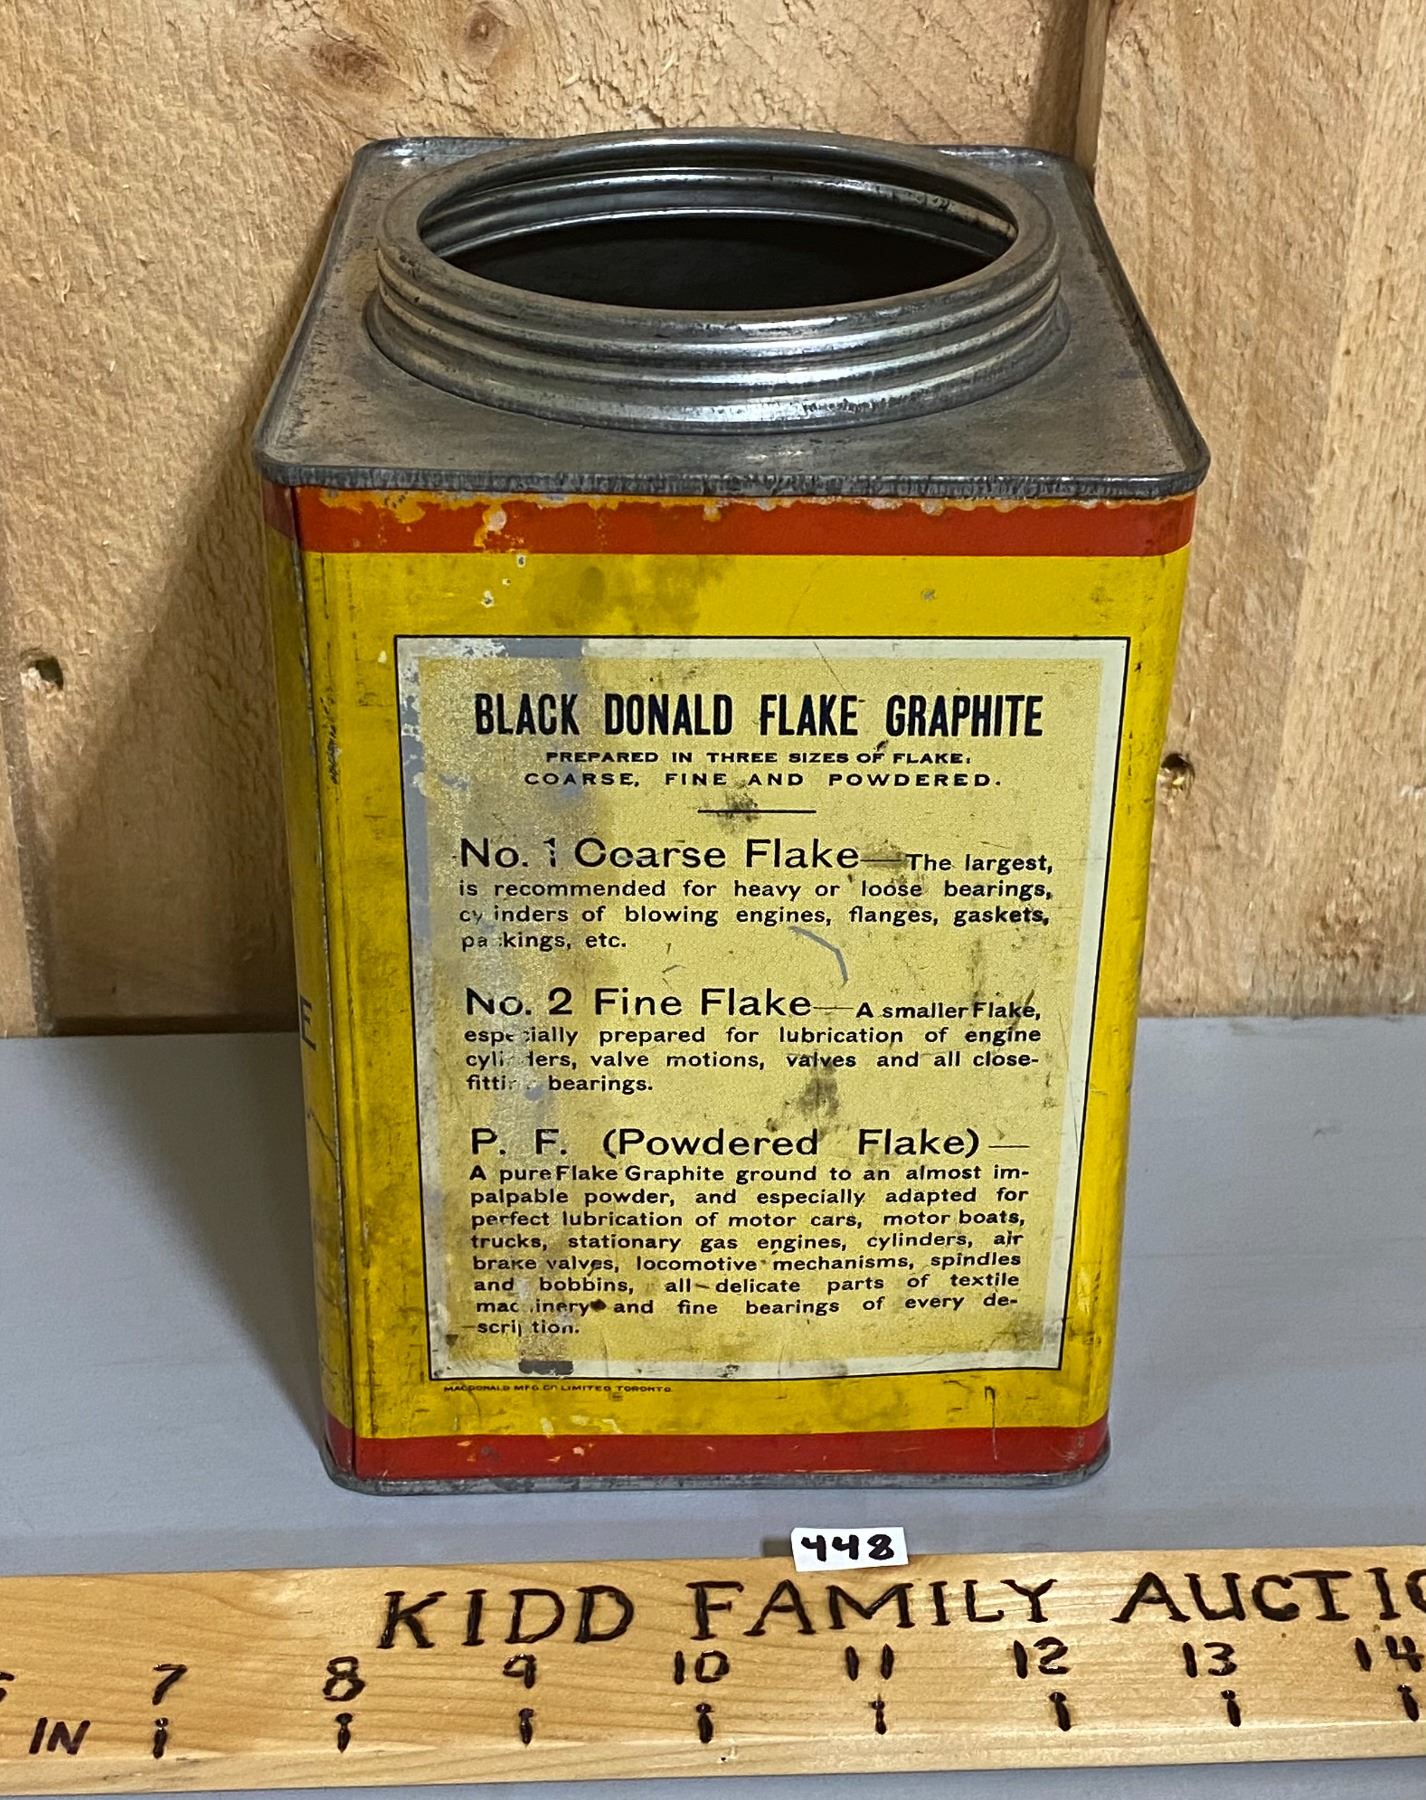 BLACK DONALD FLAKE GRAPHITE
PREPARED IN THREE SIZES OF FLAKE:
COARSE, FINE AND POWDERED.
No. 1 Coarse Flake—The largest,
is recommended for heavy or loose bearings,
cylinders of blowing engines, flanges, gaskets,
packings, etc.
No. 2 Fine Flake—A smaller Flake,
especially prepared for lubrication of engine
cylinders, valve motions, valves and all close-
fitting bearings.
P. F. (Powdered Flake)—
A pure Flake Graphite ground to an almost im-
palpable powder, and especially adapted for
perfect lubrication of motor cars, motor boats,
trucks, stationary gas engines, cylinders, air
brake valves, locomotive mechanisms, spindles
and bobbins, all delicate parts of textile
machinery and fine bearings of every de-
scription.
MACDONALD MFG. CO. LIMITED TORONTO.
448
KIDD FAMILY AUCTIO
7 8 9 10 11 12 13 14
IN